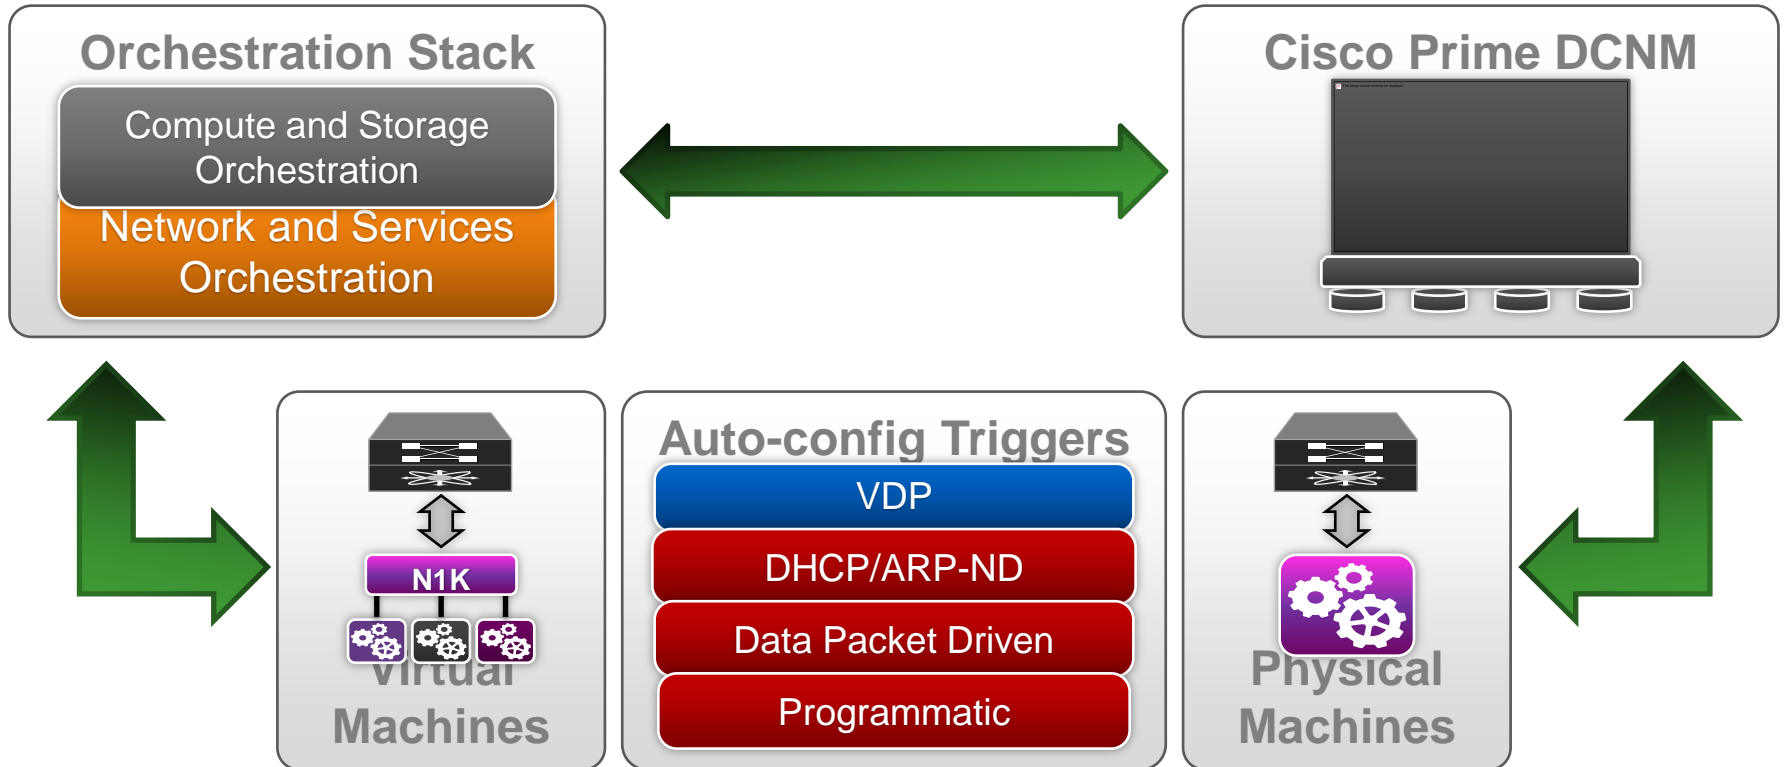 Orchestration Stack
Compute and Storage
Orchestration
Network and Services
Orchestration
Cisco Prime DCNM
N1K
Virtual
Machines
Auto-config Triggers
VDP
DHCP/ARP-ND
Data Packet Driven
Programmatic
Physical
Machines